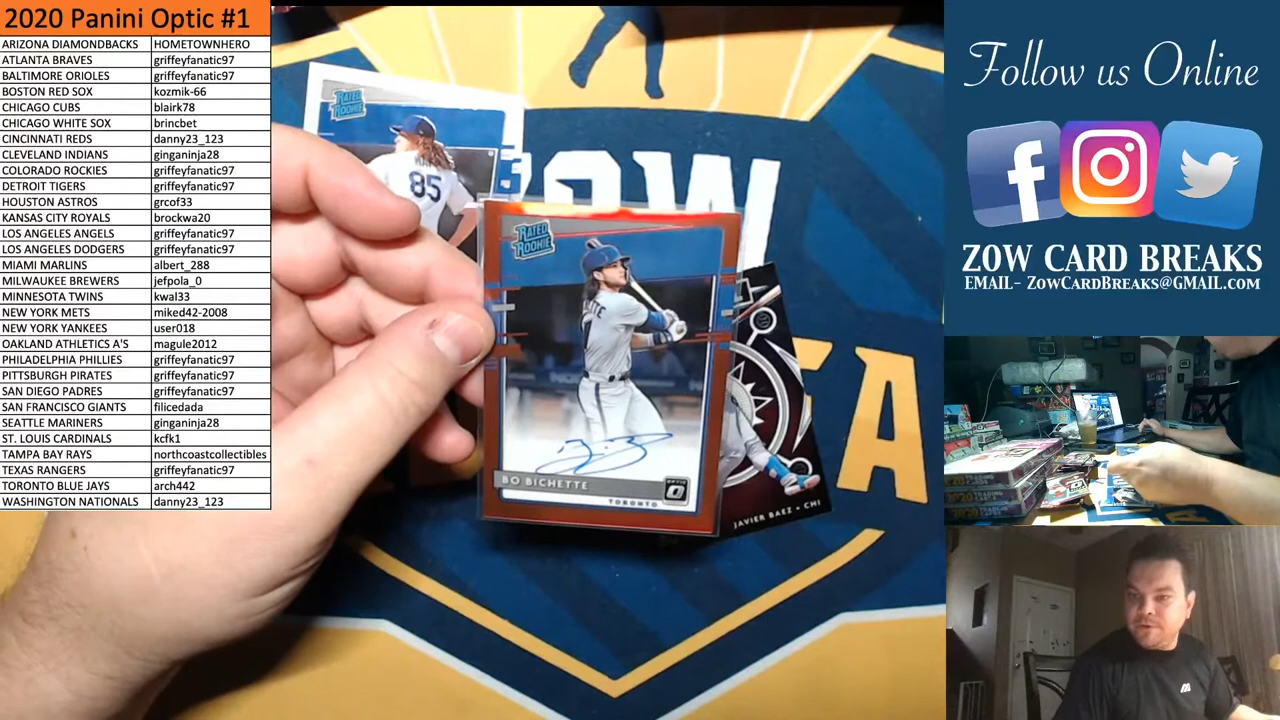 2020 Panini Optic #1
ARIZONA DIAMONDBACKS HOMETOWNHERO
ATLANTA BRAVES griffeyfanatic97
BALTIMORE ORIOLES griffeyfanatic97
BOSTON RED SOX kozmik-66
CHICAGO CUBS blairk78
CHICAGO WHITE SOX brincbet
CINCINNATI REDS danny23_123
CLEVELAND INDIANS ginganinja28
COLORADO ROCKIES griffeyfanatic97
DETROIT TIGERS griffeyfanatic97
HOUSTON ASTROS grcof33
KANSAS CITY ROYALS brockwa20
LOS ANGELES ANGELS griffeyfanatic97
LOS ANGELES DODGERS griffeyfanatic97
MIAMI MARLINS albert_288
MILWAUKEE BREWERS jefpola_0
MINNESOTA TWINS kwal33
NEW YORK METS miked42-2008
NEW YORK YANKEES user018
OAKLAND ATHLETICS A'S magule2012
PHILADELPHIA PHILLIES griffeyfanatic97
PITTSBURGH PIRATES griffeyfanatic97
SAN DIEGO PADRES griffeyfanatic97
SAN FRANCISCO GIANTS filicedada
SEATTLE MARINERS ginganinja28
ST. LOUIS CARDINALS kcfk1
TAMPA BAY RAYS northcoastcollectibles
TEXAS RANGERS griffeyfanatic97
TORONTO BLUE JAYS arch442
WASHINGTON NATIONALS danny23_123
RATED
ROOKIE
85
ZOW
RATED
ROOKIE
BO BICHETTE
OPTIC
TORONTO
JAVIER BAEZ • CHI
Follow us Online
f
ZOW CARD BREAKS
EMAIL- ZOWCARDBREAKS@GMAIL.COM